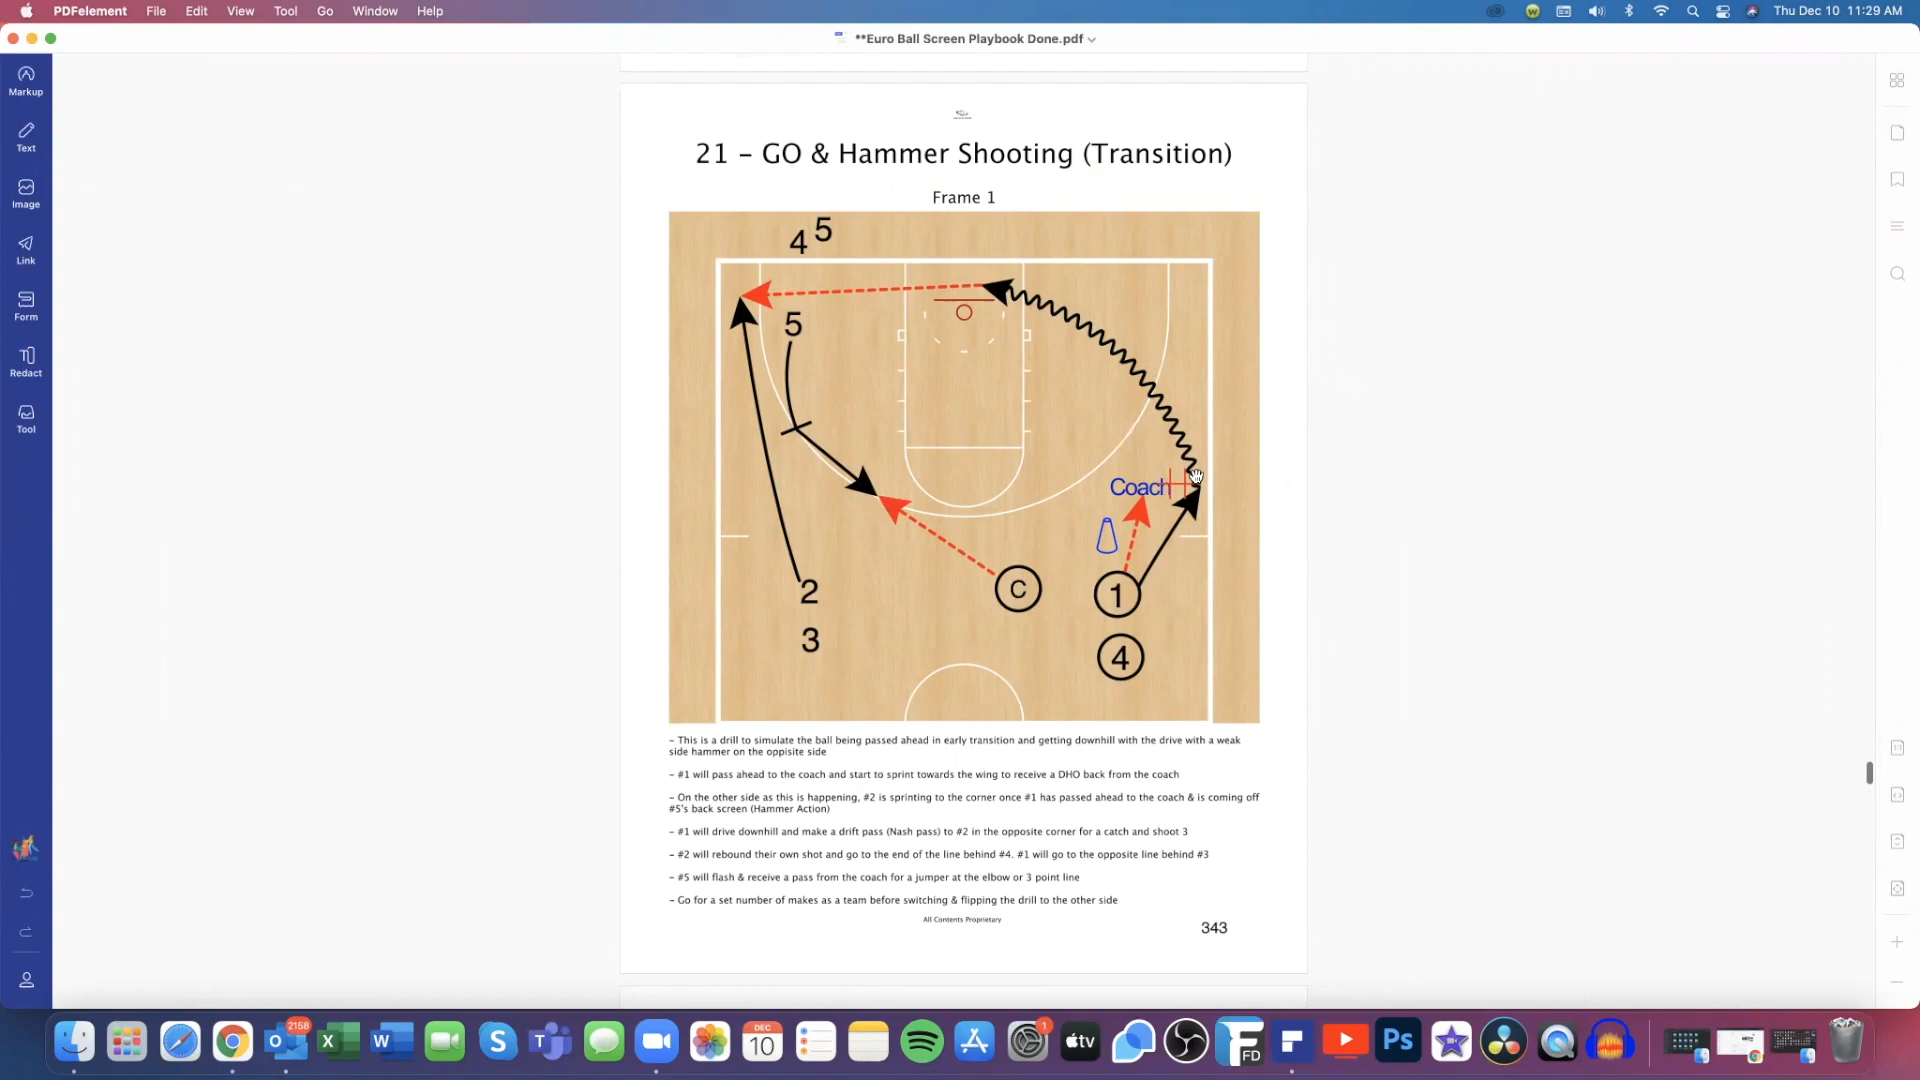 PDFelement File Edit View Tool Go Window Help
Thu Dec 10 11:29 AM
**Euro Ball Screen Playbook Done.pdf
Markup
Text
Image
Link
Form
Redact
Tool
21 – GO & Hammer Shooting (Transition)
Frame 1
4 5
5
Coach
2
C
1
3
4
– This is a drill to simulate the ball being passed ahead in early transition and getting downhill with the drive with a weak
side hammer on the oppisite side
– #1 will pass ahead to the coach and start to sprint towards the wing to receive a DHO back from the coach
– On the other side as this is happening, #2 is sprinting to the corner once #1 has passed ahead to the coach & is coming off
#5's back screen (Hammer Action)
– #1 will drive downhill and make a drift pass (Nash pass) to #2 in the opposite corner for a catch and shoot 3
– #2 will rebound their own shot and go to the end of the line behind #4. #1 will go to the opposite line behind #3
– #5 will flash & receive a pass from the coach for a jumper at the elbow or 3 point line
– Go for a set number of makes as a team before switching & flipping the drill to the other side
All Contents Proprietary
343
2158
DEC
10
1
tv
FD
Ps